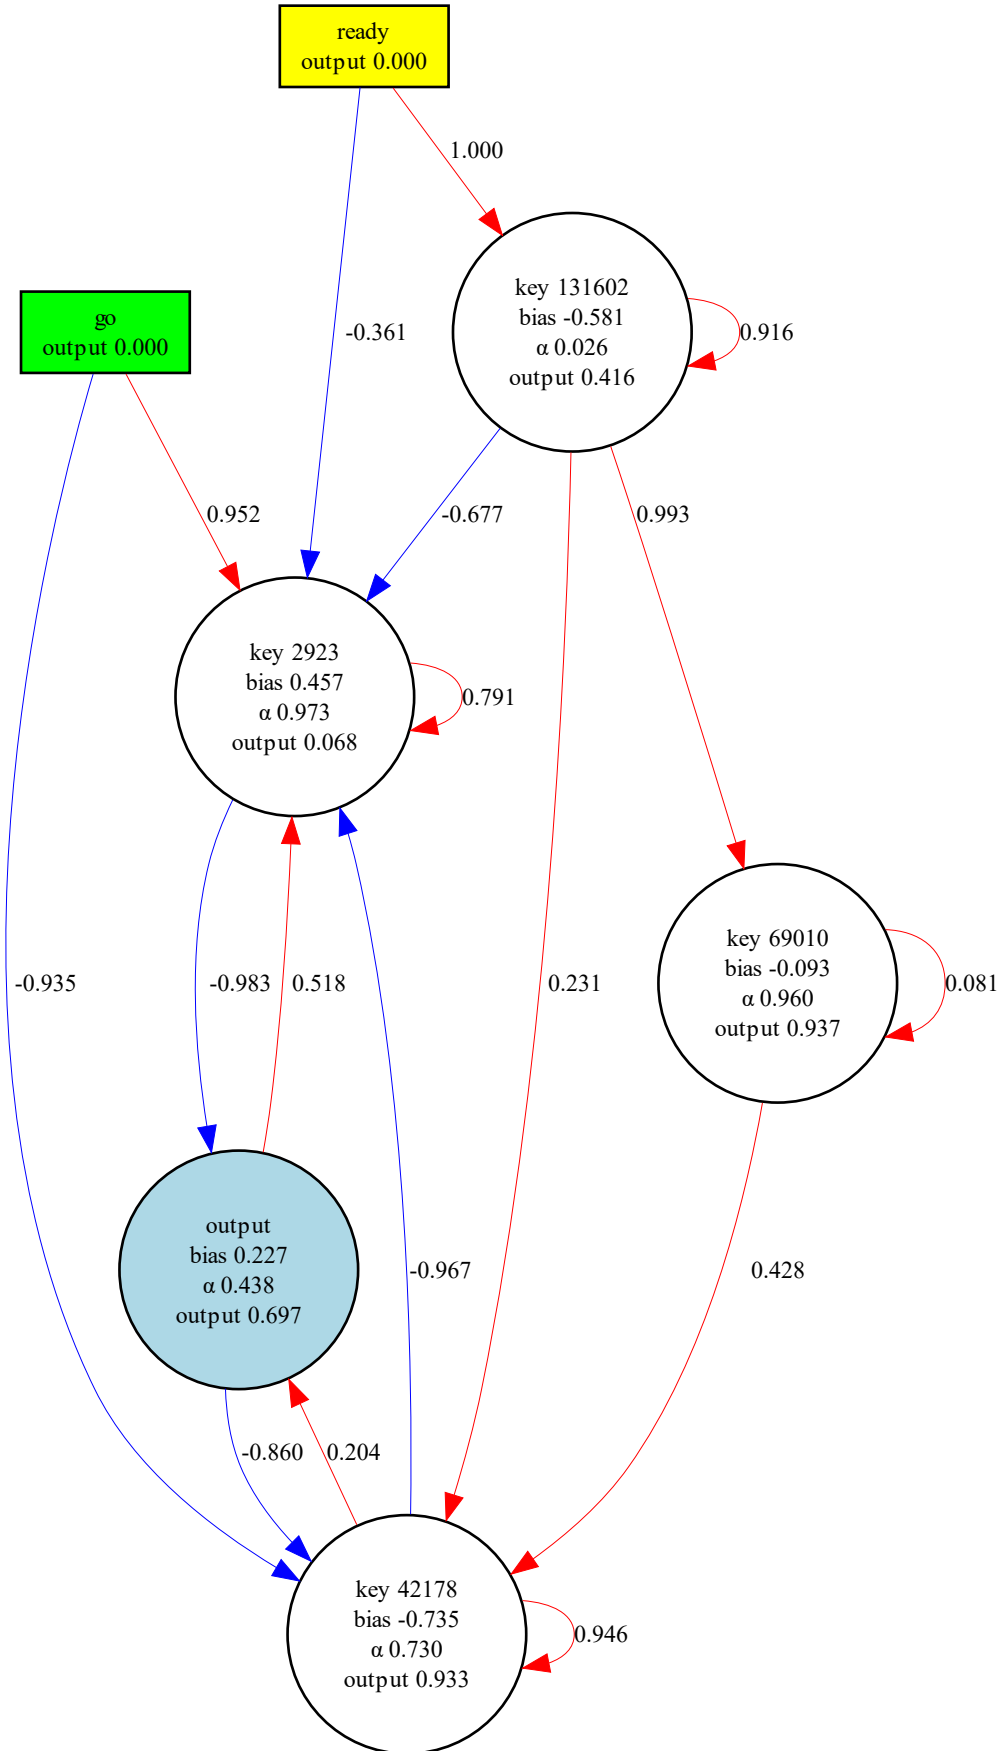 ready
output 0.000
1.000
key 131602
bias -0.581
α 0.026
output 0.416
0.916
go
output 0.000
-0.361
0.952
-0.677
0.993
key 2923
bias 0.457
α 0.973
output 0.068
0.791
key 69010
bias -0.093
α 0.960
output 0.937
0.081
-0.935
-0.983
0.518
0.231
output
bias 0.227
α 0.438
output 0.697
-0.967
0.428
-0.860
0.204
key 42178
bias -0.735
α 0.730
output 0.933
0.946